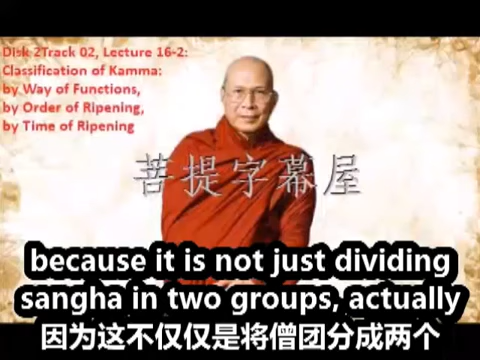 Disk 2Track 02, Lecture 16-2:
Classification of Kamma:
by Way of Functions,
by Order of Ripening,
by Time of Ripening
菩提字幕屋
because it is not just dividing
sangha in two groups, actually
因为这不仅仅是将僧团分成两个